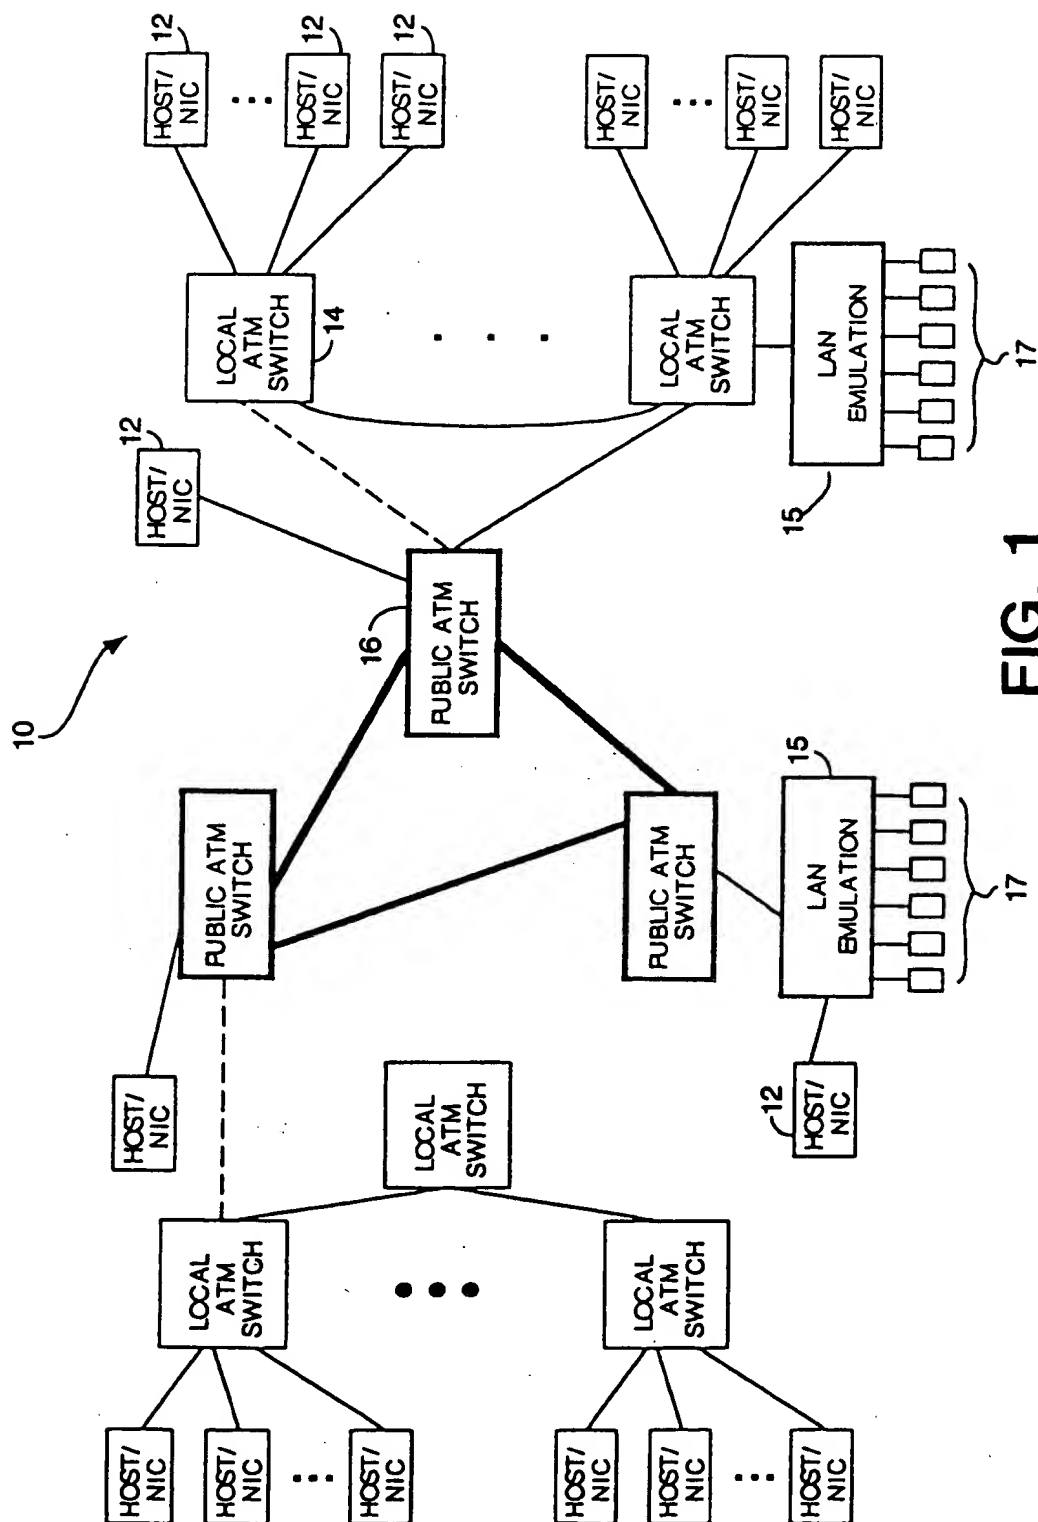 10
HOST/
NIC
HOST/
NIC
12
HOST/
NIC
12
HOST/
NIC
LOCAL
ATM
SWITCH
PUBLIC ATM
SWITCH
LOCAL
ATM
SWITCH
14
HOST/
NIC
12
HOST/
NIC
HOST/
NIC
12
HOST/
NIC
LOCAL
ATM
SWITCH
16
PUBLIC ATM
SWITCH
HOST/
NIC
HOST/
NIC
HOST/
NIC
LOCAL
ATM
SWITCH
PUBLIC ATM
SWITCH
LOCAL
ATM
SWITCH
HOST/
NIC
HOST/
NIC
12
HOST/
NIC
15
LAN
EMULATION
15
LAN
EMULATION
HOST/
NIC
17
17
FIG. 1